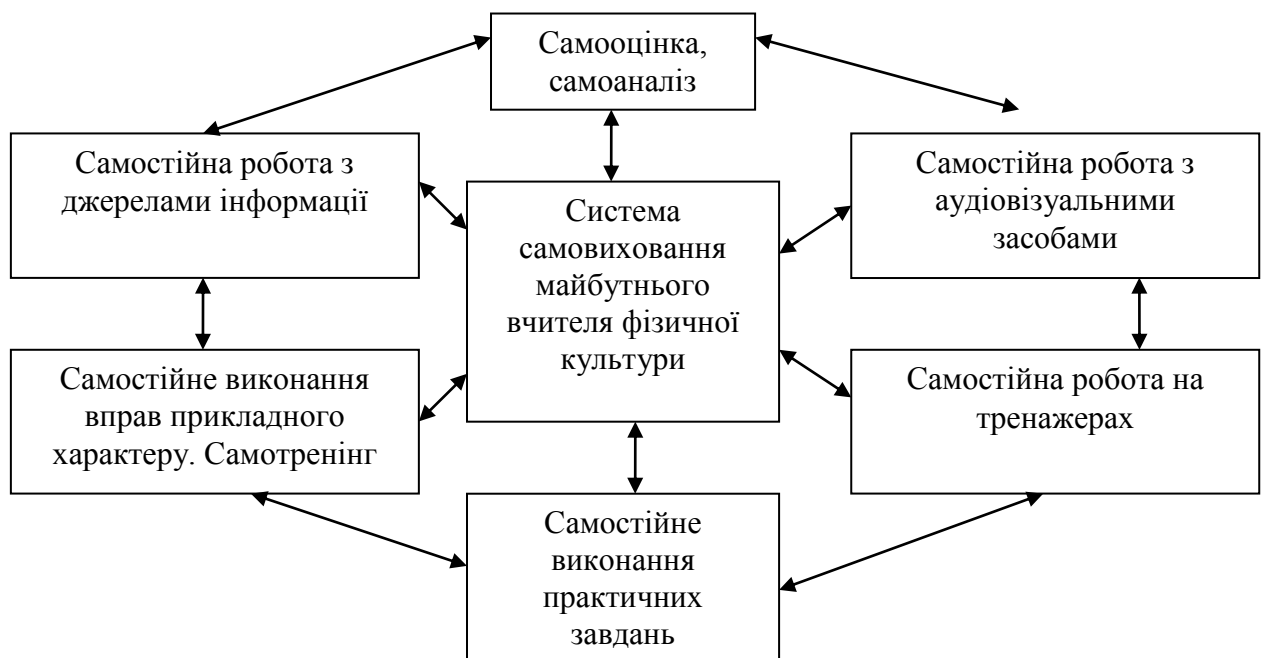 Самооцінка,
самоаналіз
Самостійна робота з
джерелами інформації
Система
самовиховання
майбутнього
вчителя фізичної
культури
Самостійна робота з
аудіовізуальними
засобами
Самостійне виконання
вправ прикладного
характеру. Самотренінг
Самостійна робота на
тренажерах
Самостійне
виконання
практичних
завдань